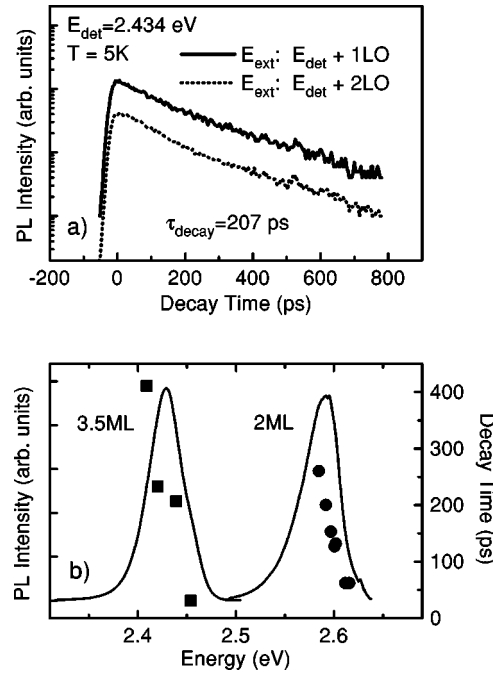 E_det=2.434 eV
T = 5K
E_ext: E_det + 1LO
E_ext: E_det + 2LO
PL Intensity (arb. units)
a)
τ_decay=207 ps
-200 0 200 400 600 800
Decay Time (ps)
3.5ML
2ML
PL Intensity (arb. units)
b)
400
300
200
100
0
Decay Time (ps)
2.4 2.5 2.6
Energy (eV)